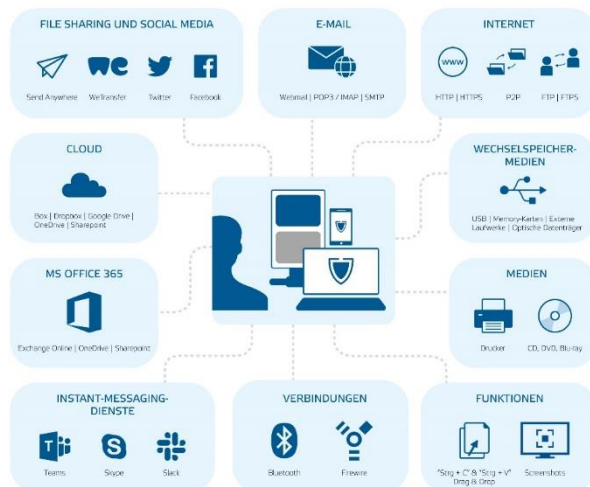 FILE SHARING UND SOCIAL MEDIA
Send Anywhere
WeTransfer
Twitter
Facebook
E-MAIL
Webmail | POP3 / IMAP | SMTP
INTERNET
www
HTTP | HTTPS
P2P
FTP | FTPS
CLOUD
Box | Dropbox | Google Drive |
OneDrive | Sharepoint
WECHSELSPEICHER-
MEDIEN
USB | Memory-Karten | Externe
Laufwerke | Optische Datenträger
MS OFFICE 365
Exchange Online | OneDrive | Sharepoint
MEDIEN
Drucker
CD, DVD, Blu-ray
INSTANT-MESSAGING-
DIENSTE
Teams
Skype
Slack
VERBINDUNGEN
Bluetooth
Firewire
FUNKTIONEN
"Strg + C" & "Strg + V"
Drag & Drop
Screenshots